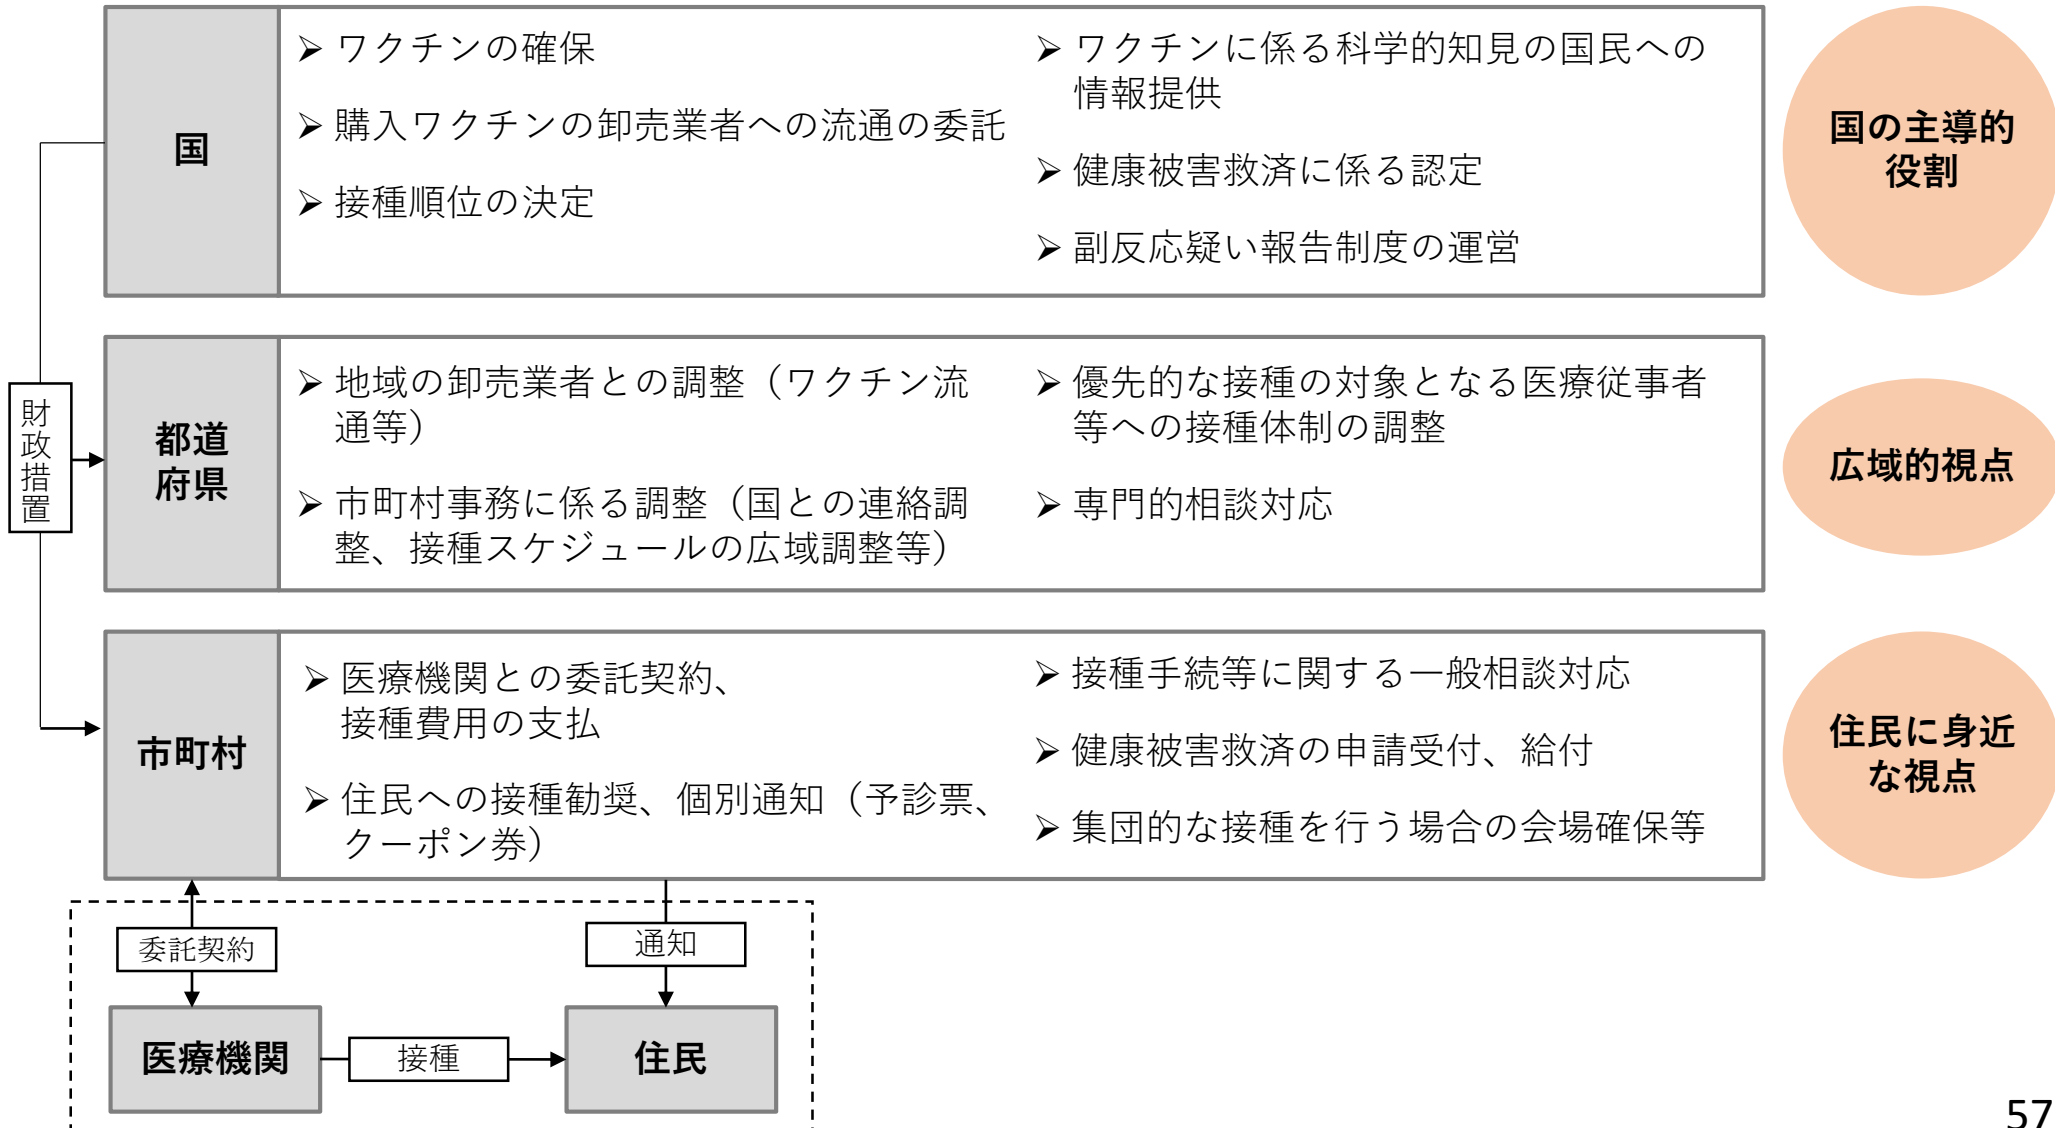 国
➢ ワクチンの確保
➢ 購入ワクチンの卸売業者への流通の委託
➢ 接種順位の決定
➢ ワクチンに係る科学的知見の国民への
情報提供
➢ 健康被害救済に係る認定
➢ 副反応疑い報告制度の運営
国の主導的
役割
財政措置
都道
府県
➢ 地域の卸売業者との調整（ワクチン流
通等）
➢ 市町村事務に係る調整（国との連絡調
整、接種スケジュールの広域調整等）
➢ 優先的な接種の対象となる医療従事者
等への接種体制の調整
➢ 専門的相談対応
広域的視点
市町村
➢ 医療機関との委託契約、
接種費用の支払
➢ 住民への接種勧奨、個別通知（予診票、
クーポン券）
➢ 接種手続等に関する一般相談対応
➢ 健康被害救済の申請受付、給付
➢ 集団的な接種を行う場合の会場確保等
住民に身近
な視点
委託契約
通知
医療機関
接種
住民
57